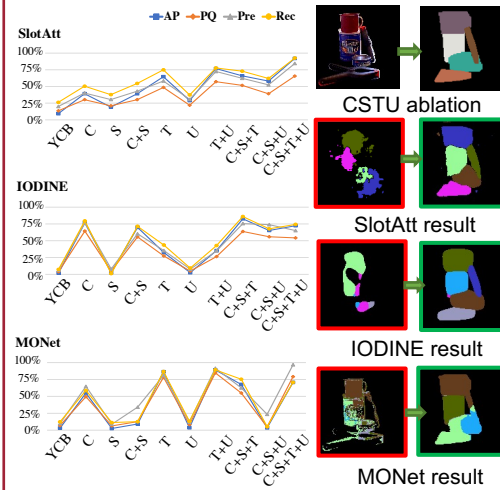 AP PQ Pre Rec
SlotAtt
100%
75%
50%
25%
0%
YCB C S C+S T U T+U C+S+T C+S+U C+S+T+U
CSTU ablation
SlotAtt result
IODINE
100%
75%
50%
25%
0%
YCB C S C+S T U T+U C+S+T C+S+U C+S+T+U
IODINE result
MONet
100%
75%
50%
25%
0%
YCB C S C+S T U T+U C+S+T C+S+U C+S+T+U
MONet result